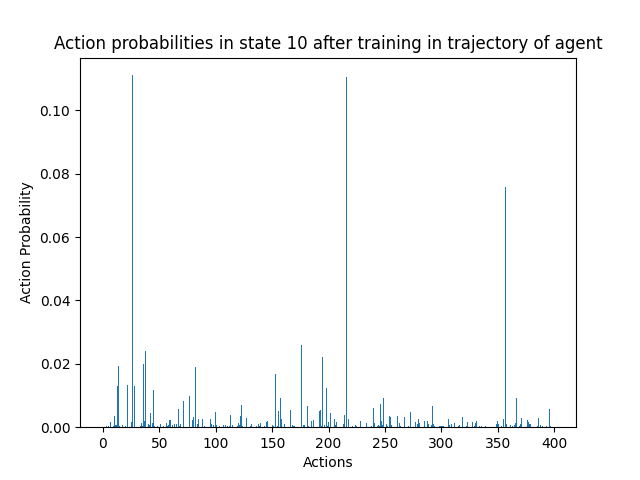 Action probabilities in state 10 after training in trajectory of agent
0.10
0.08
0.06
0.04
0.02
0.00
Action Probability
0 50 100 150 200 250 300 350 400
Actions